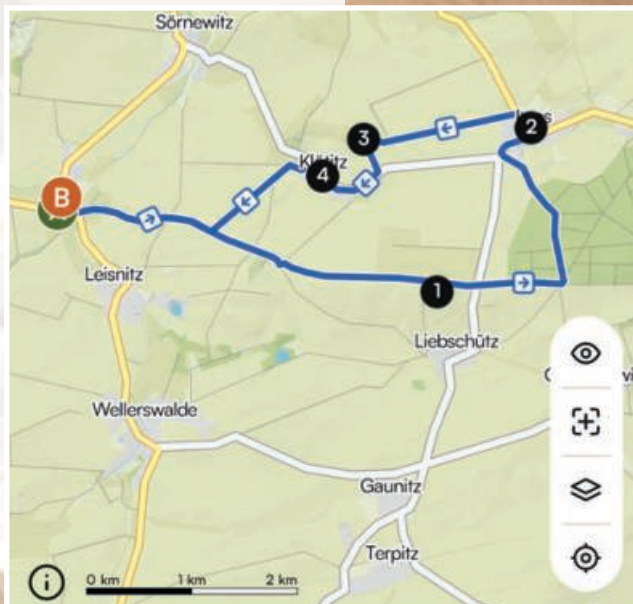 Sörnewitz
2
3
4
B
Leisnitz
1
Liebschütz
Wellerswalde
Gaunitz
Terpitz
0 km 1 km 2 km